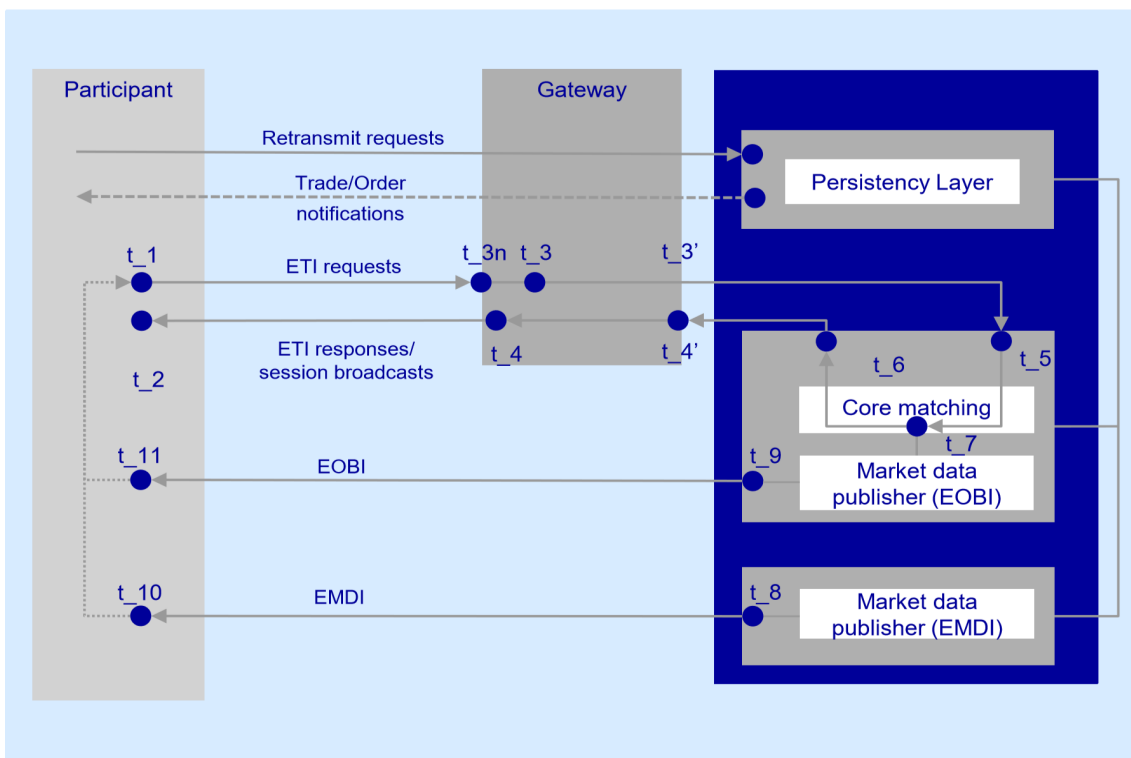 Participant
Gateway
Retransmit requests
Persistency Layer
Trade/Order
notifications
t_1
ETI requests
t_3n
t_3
t_3’
t_2
ETI responses/
session broadcasts
t_4
t_4’
t_6
t_5
Core matching
t_7
t_11
EOBI
t_9
Market data
publisher (EOBI)
t_10
EMDI
t_8
Market data
publisher (EMDI)